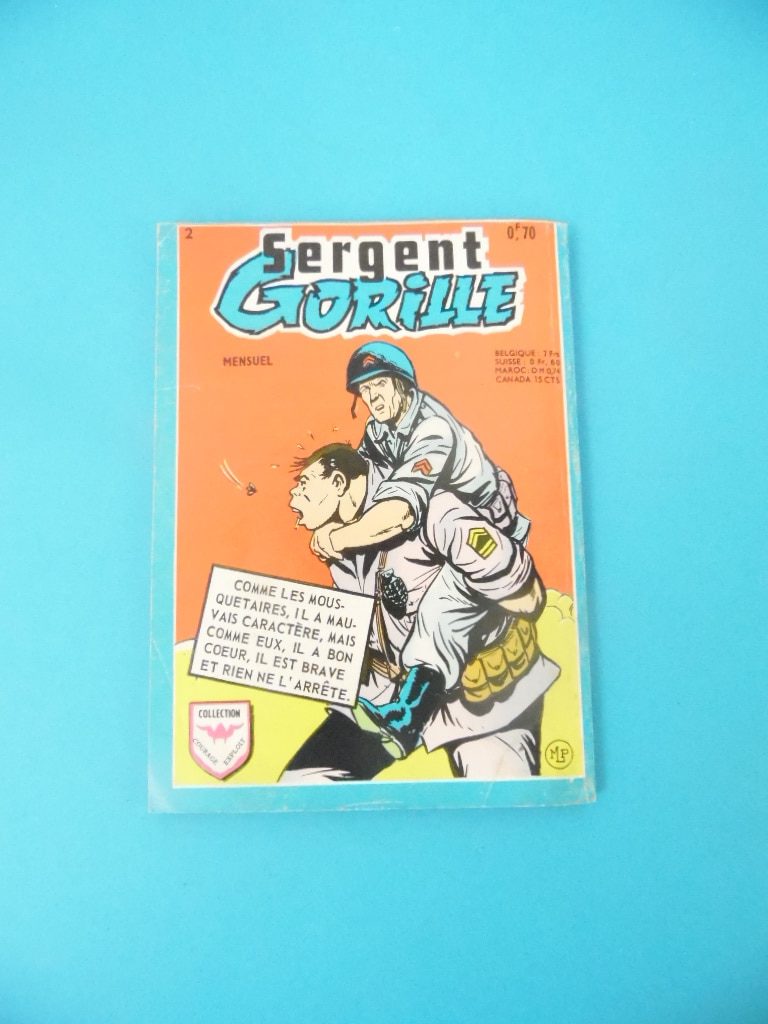 2
0F,70
Sergent
GORILLE
MENSUEL
BELGIQUE : 7 Frs
SUISSE : 0 Fr, 60
MAROC : DH 0,74
CANADA 15 CTS
COMME LES MOUS-
QUETAIRES, IL A MAU-
VAIS CARACTÈRE, MAIS
COMME EUX, IL A BON
COEUR, IL EST BRAVE
ET RIEN NE L'ARRÊTE.
COLLECTION
COURAGE EXPLOIT
MLP